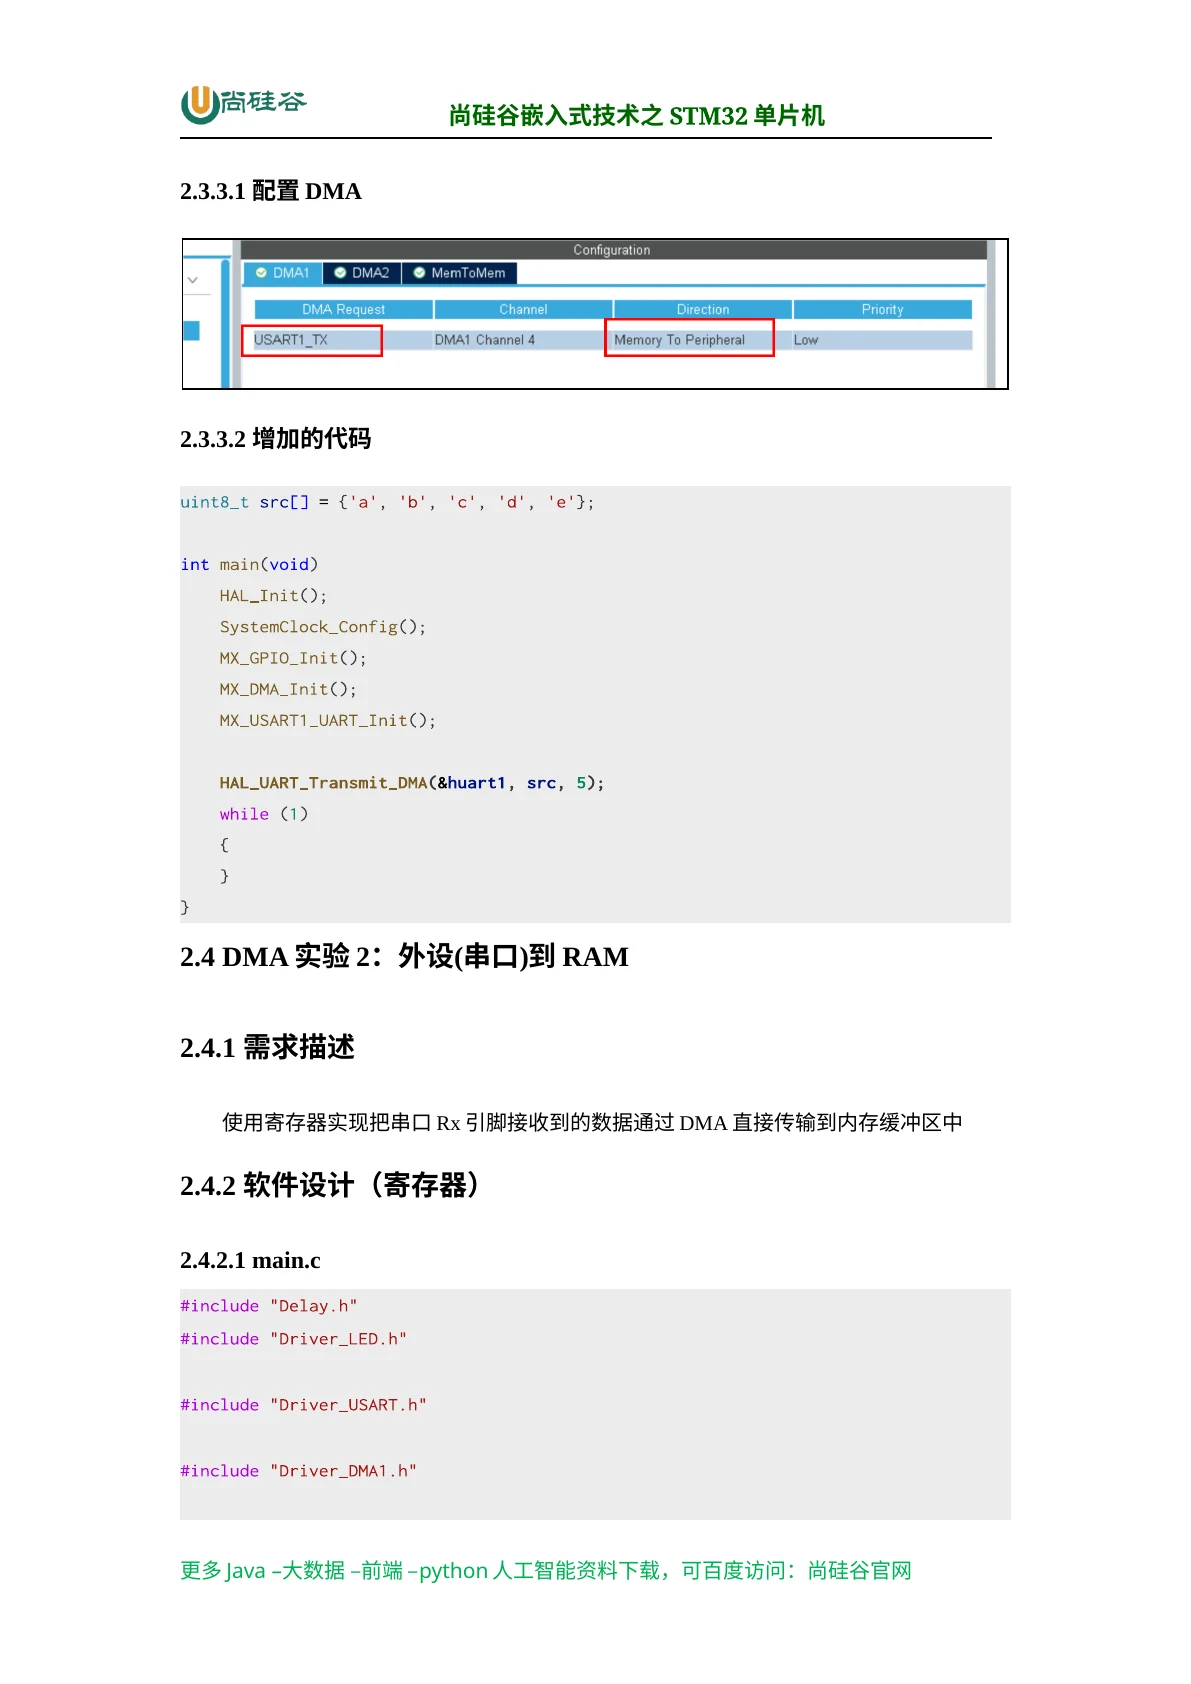 尚硅谷
尚硅谷嵌入式技术之 STM32 单片机
2.3.3.1 配置 DMA
Configuration
DMA1 DMA2 MemToMem
DMA Request Channel Direction Priority
USART1_TX DMA1 Channel 4 Memory To Peripheral Low
2.3.3.2 增加的代码
uint8_t src[] = {'a', 'b', 'c', 'd', 'e'};
int main(void)
HAL_Init();
SystemClock_Config();
MX_GPIO_Init();
MX_DMA_Init();
MX_USART1_UART_Init();
HAL_UART_Transmit_DMA(&huart1, src, 5);
while (1)
{
}
}
2.4 DMA 实验 2：外设(串口)到 RAM
2.4.1 需求描述
使用寄存器实现把串口 Rx 引脚接收到的数据通过 DMA 直接传输到内存缓冲区中
2.4.2 软件设计（寄存器）
2.4.2.1 main.c
#include "Delay.h"
#include "Driver_LED.h"
#include "Driver_USART.h"
#include "Driver_DMA1.h"
更多 Java –大数据 –前端 –python 人工智能资料下载，可百度访问：尚硅谷官网